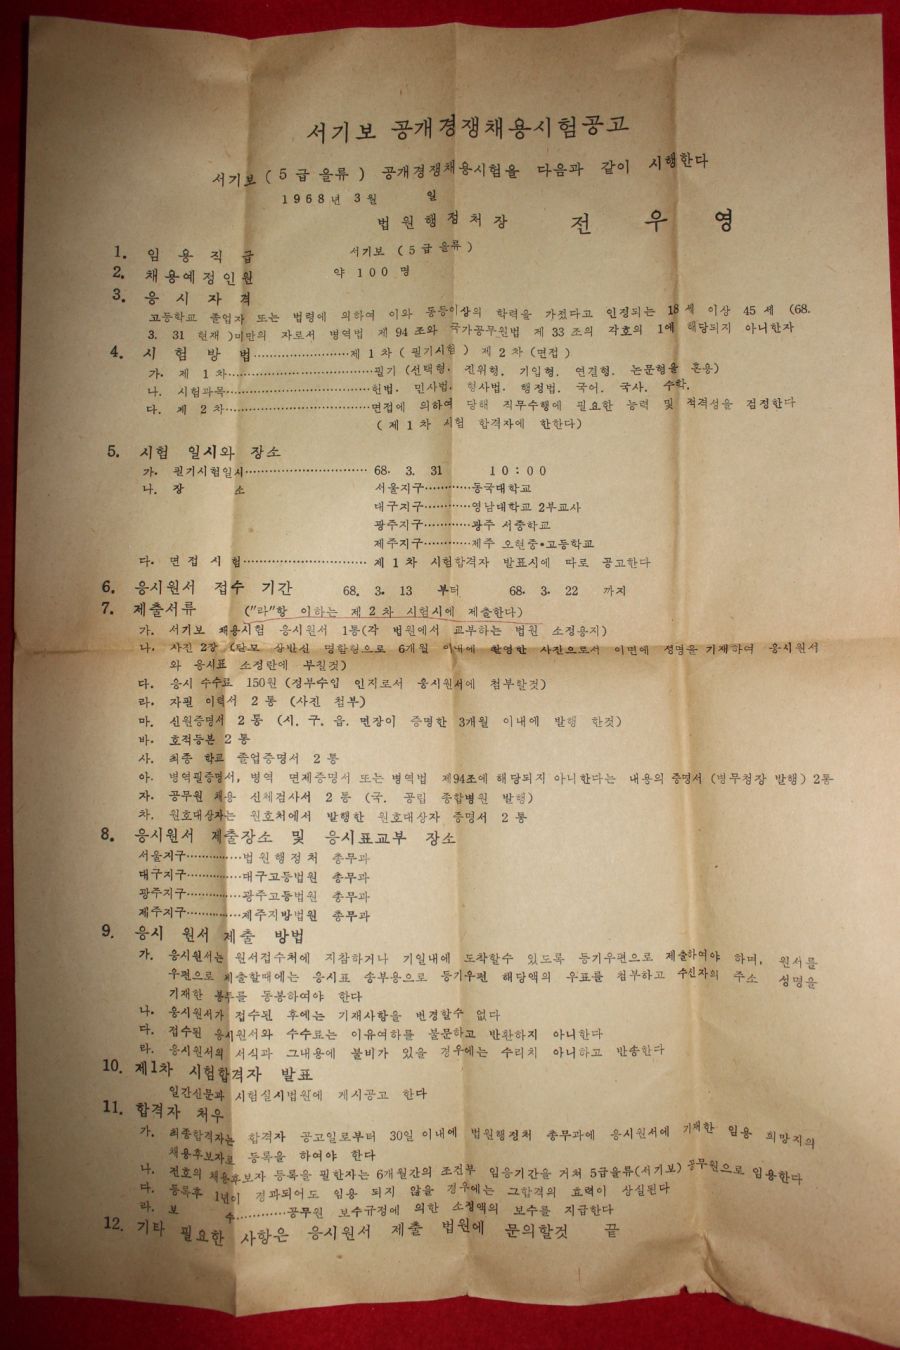 서기보 공개경쟁채용시험공고
서기보 ( 5 급 을류 ) 공개경쟁채용시험을 다음과 같이 시행한다
1968년 3월 일
법원행정처장 전 우 영
1. 임용직급 서기보 ( 5 급 을류 )
2. 채용예정인원 약 100 명
3. 응시자격
고등학교 졸업자 또는 법령에 의하여 이와 동등이상의 학력을 가졌다고 인정되는 18세 이상 45 세 (68.
3. 31 현재 )미만의 자로서 병역법 제 94 조와 국가공무원법 제 33 조의 각호의 1에 해당되지 아니한자
4. 시험방법……………………제 1 차 ( 필기시험 ) 제 2 차 (면접 )
가. 제 1 차……………………………필기 (선택형. 진위형. 기입형. 연결형. 논문형을 혼용)
나. 시험과목……………………………헌법. 민사법. 형사법. 행정법. 국어. 국사. 수학.
다. 제 2 차……………………………면접에 의하여 당해 직무수행에 필요한 능력 및 적격성을 검정한다
( 제 1 차 시험 합격자에 한한다)
5. 시험 일시와 장소
가. 필기시험일시……………………………68. 3. 31 10:00
나. 장 소 서울지구…………동국대학교
대구지구…………영남대학교 2부교사
광주지구…………광주 서중학교
제주지구…………제주 오현중•고등학교
다. 면접시험……………………………제 1 차 시험합격자 발표시에 따로 공고한다
6. 응시원서 접수 기간 68. 3. 13 부터 68. 3. 22 까지
7. 제출서류 ("라"항 이하는 제 2 차 시험시에 제출한다)
가. 서기보 채용시험 응시원서 1통(각 법원에서 교부하는 법원 소정용지)
나. 사진 2장 (탈모 상반신 명함형으로 6개월 이내에 촬영한 사진으로서 이면에 성명을 기재하여 응시원서
와 응시표 소정란에 부칠것)
다. 응시 수수료 150원 (정부수입 인지로서 응시원서에 첨부할것)
라. 자필 이력서 2 통 (사진 첨부)
마. 신원증명서 2 통 (시. 구. 읍. 면장이 증명한 3개월 이내에 발행 한것)
바. 호적등본 2 통
사. 최종 학교 졸업증명서 2 통
아. 병역필증명서, 병역 면제증명서 또는 병역법 제94조에 해당되지 아니한다는 내용의 증명서 (병무청장 발행) 2통
자. 공무원 채용 신체검사서 2 통 (국. 공립 종합병원 발행)
차. 원호대상자는 원호처에서 발행한 원호대상자 증명서 2 통
8. 응시원서 제출장소 및 응시표교부 장소
서울지구……………법원행정처 총무과
대구지구……………대구고등법원 총무과
광주지구……………광주고등법원 총무과
제주지구……………제주지방법원 총무과
9. 응시 원서 제출 방법
가. 응시원서는 원서접수처에 지참하거나 기일내에 도착할수 있도록 등기우편으로 제출하여야 하며, 원서를
우편으로 제출할때에는 응시표 송부용으로 등기우편 해당액의 우표를 첨부하고 수신자의 주소 성명을
기재한 봉투를 동봉하여야 한다
나. 응시원서가 접수된 후에는 기재사항을 변경할수 없다
다. 접수된 응시원서와 수수료는 이유여하를 불문하고 반환하지 아니한다
라. 응시원서의 서식과 그내용에 불비가 있을 경우에는 수리치 아니하고 반송한다
10. 제1차 시험합격자 발표
일간신문과 시험실시법원에 게시공고 한다
11. 합격자 처우
가. 최종합격자는 합격자 공고일로부터 30일 이내에 법원행정처 총무과에 응시원서에 기재한 임용 희망지의
채용후보자로 등록을 하여야 한다
나. 전호의 채용후보자 등록을 필한자는 6개월간의 조건부 임용기간을 거쳐 5급을류(서기보) 공무원으로 임용한다
다. 등록후 1년이 경과되어도 임용 되지 않을 경우에는 그합격의 효력이 상실된다
라. 보 수…………공무원 보수규정에 의한 소정액의 보수를 지급한다
12. 기타 필요한 사항은 응시원서 제출 법원에 문의할것 끝